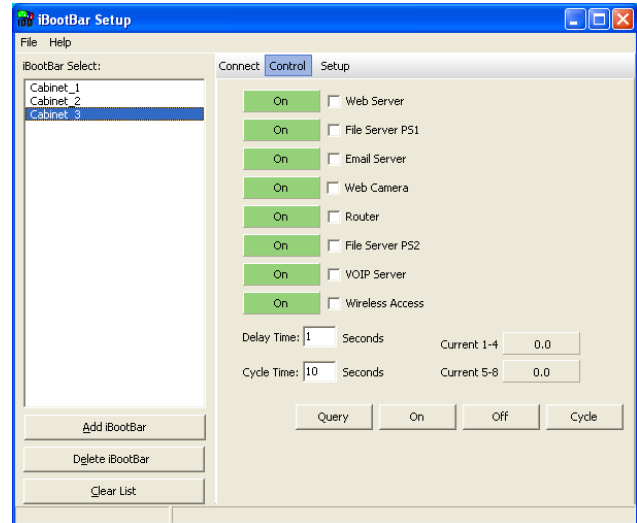 iBootBar Setup
File Help
iBootBar Select:
Cabinet_1
Cabinet_2
Cabinet_3
Add iBootBar
Delete iBootBar
Clear List
Connect Control Setup
On Web Server
On File Server PS1
On Email Server
On Web Camera
On Router
On File Server PS2
On VOIP Server
On Wireless Access
Delay Time: 1 Seconds Current 1-4 0.0
Cycle Time: 10 Seconds Current 5-8 0.0
Query On Off Cycle